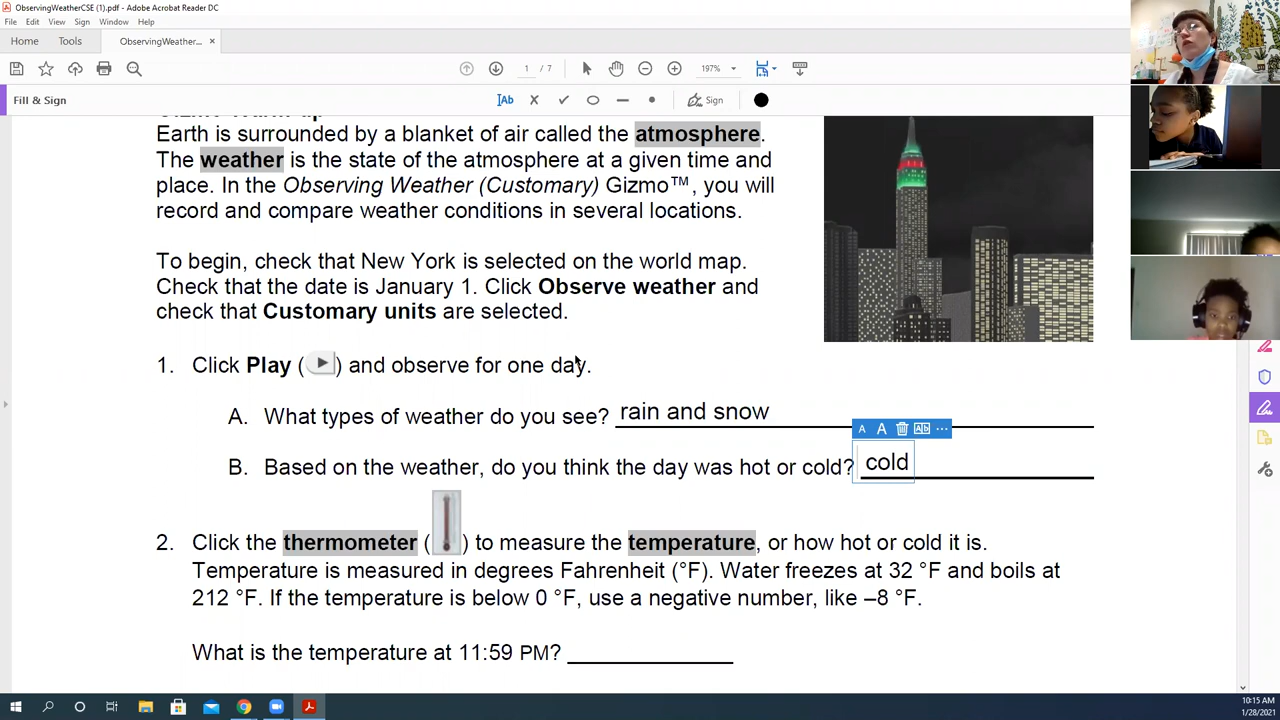 ObservingWeatherCSE (1).pdf - Adobe Acrobat Reader DC
File Edit View Sign Window Help
Home Tools ObservingWeather... ×
1 / 7 197%
Fill & Sign Ab Sign
Earth is surrounded by a blanket of air called the atmosphere.
The weather is the state of the atmosphere at a given time and
place. In the Observing Weather (Customary) Gizmo™, you will
record and compare weather conditions in several locations.
To begin, check that New York is selected on the world map.
Check that the date is January 1. Click Observe weather and
check that Customary units are selected.
1. Click Play ( ) and observe for one day.
A. What types of weather do you see? rain and snow
A A Ab ...
B. Based on the weather, do you think the day was hot or cold? cold
2. Click the thermometer ( ) to measure the temperature, or how hot or cold it is.
Temperature is measured in degrees Fahrenheit (°F). Water freezes at 32 °F and boils at
212 °F. If the temperature is below 0 °F, use a negative number, like –8 °F.
What is the temperature at 11:59 PM?
10:15 AM
1/28/2021